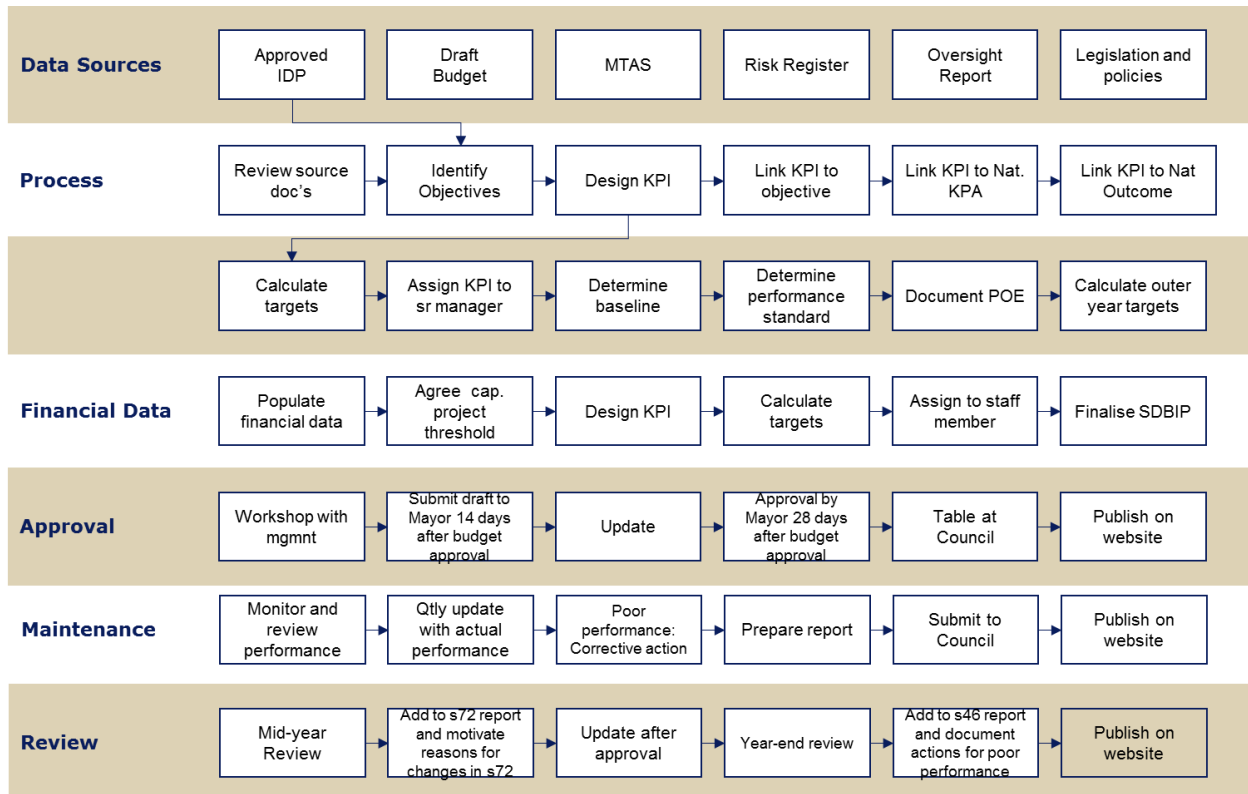 Data Sources
Approved
IDP
Draft
Budget
MTAS
Risk Register
Oversight
Report
Legislation and
policies
Process
Review source
doc's
Identify
Objectives
Design KPI
Link KPI to
objective
Link KPI to Nat.
KPA
Link KPI to Nat
Outcome
Calculate
targets
Assign KPI to
sr manager
Determine
baseline
Determine
performance
standard
Document POE
Calculate outer
year targets
Financial Data
Populate
financial data
Agree cap.
project
threshold
Design KPI
Calculate
targets
Assign to staff
member
Finalise SDBIP
Approval
Workshop with
mgmnt
Submit draft to
Mayor 14 days
after budget
approval
Update
Approval by
Mayor 28 days
after budget
approval
Table at
Council
Publish on
website
Maintenance
Monitor and
review
performance
Qtly update
with actual
performance
Poor
performance:
Corrective action
Prepare report
Submit to
Council
Publish on
website
Review
Mid-year
Review
Add to s72 report
and motivate
reasons for
changes in s72
Update after
approval
Year-end review
Add to s46 report
and document
actions for poor
performance
Publish on
website